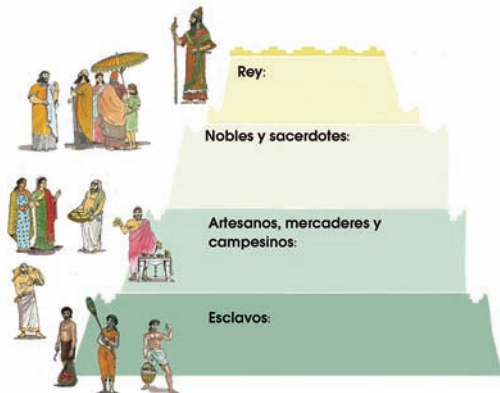 Rey:
Nobles y sacerdotes:
Artesanos, mercaderes y
campesinos:
Esclavos: